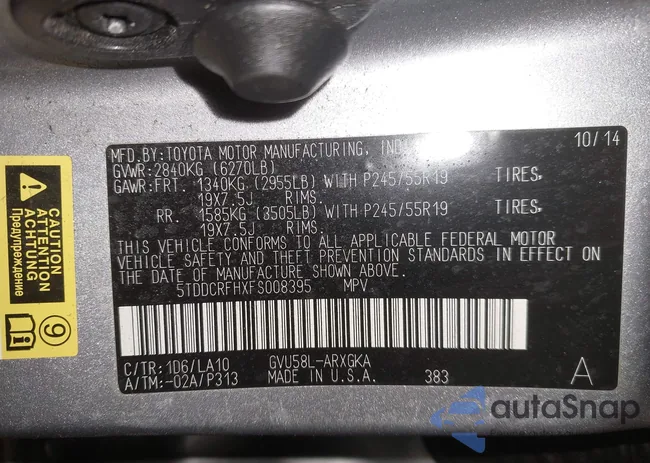 10/14
MFD.BY:TOYOTA MOTOR MANUFACTURING, IND
GVWR:2840KG (6270LB)
GAWR:FRT. 1340KG (2955LB) WITH P245/55R19 TIRES,
19X7.5J RIMS.
RR. 1585KG (3505LB) WITH P245/55R19 TIRES,
19X7.5J RIMS.
THIS VEHICLE CONFORMS TO ALL APPLICABLE FEDERAL MOTOR
VEHICLE SAFETY AND THEFT PREVENTION STANDARDS IN EFFECT ON
THE DATE OF MANUFACTURE SHOWN ABOVE.
5TDDCRFHXFS008395 MPV
C/TR: 1D6/LA10 GVU58L-ARXGKA
A/TM:-02A/P313 MADE IN U.S.A. 383 A
CAUTION
ATTENTION
ACHTUNG
Предупреждение
9
autoSnap